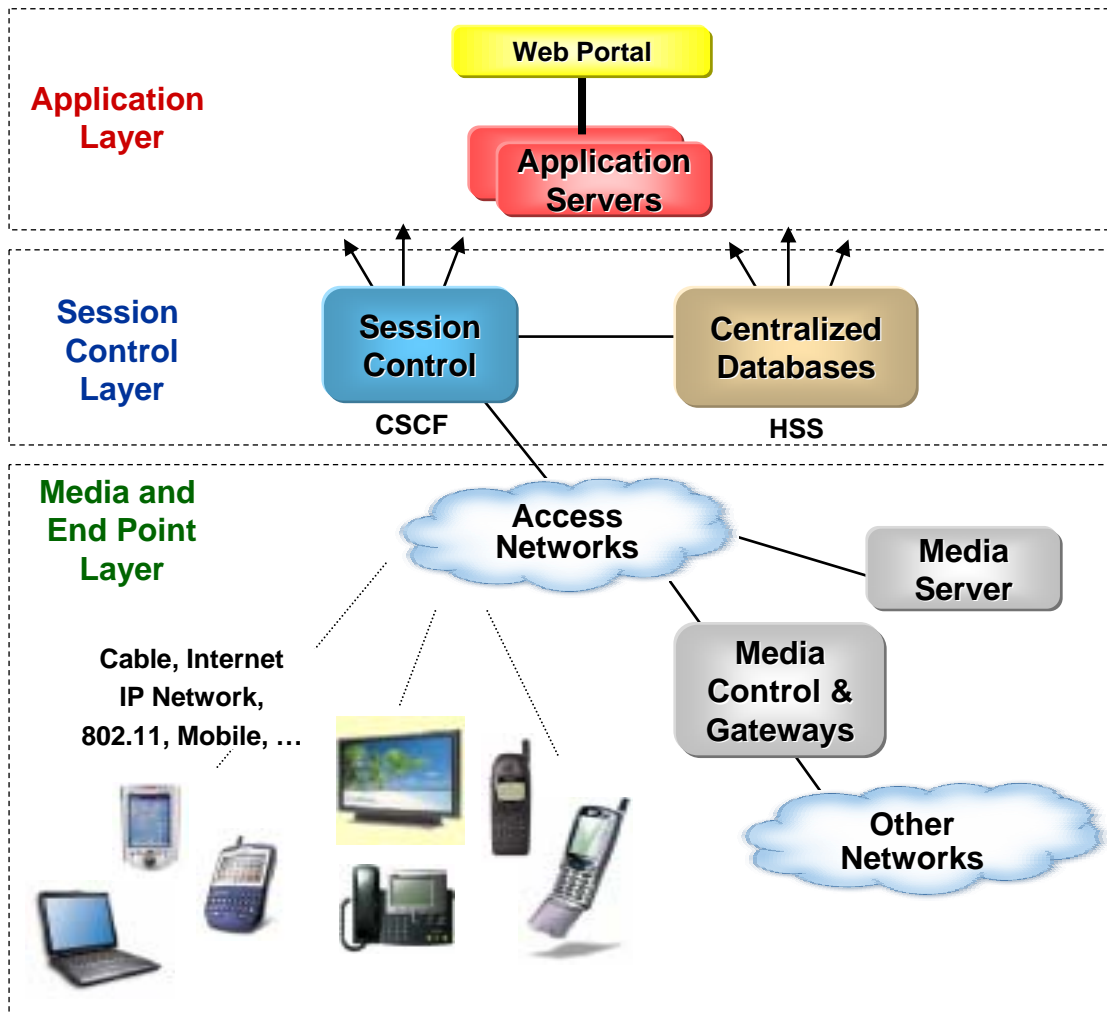 Web Portal
Application
Layer
Application
Servers
Session
Control
Layer
Session
Control
CSCF
Centralized
Databases
HSS
Media and
End Point
Layer
Access
Networks
Media
Server
Cable, Internet
IP Network,
802.11, Mobile, …
Media
Control &
Gateways
Other
Networks